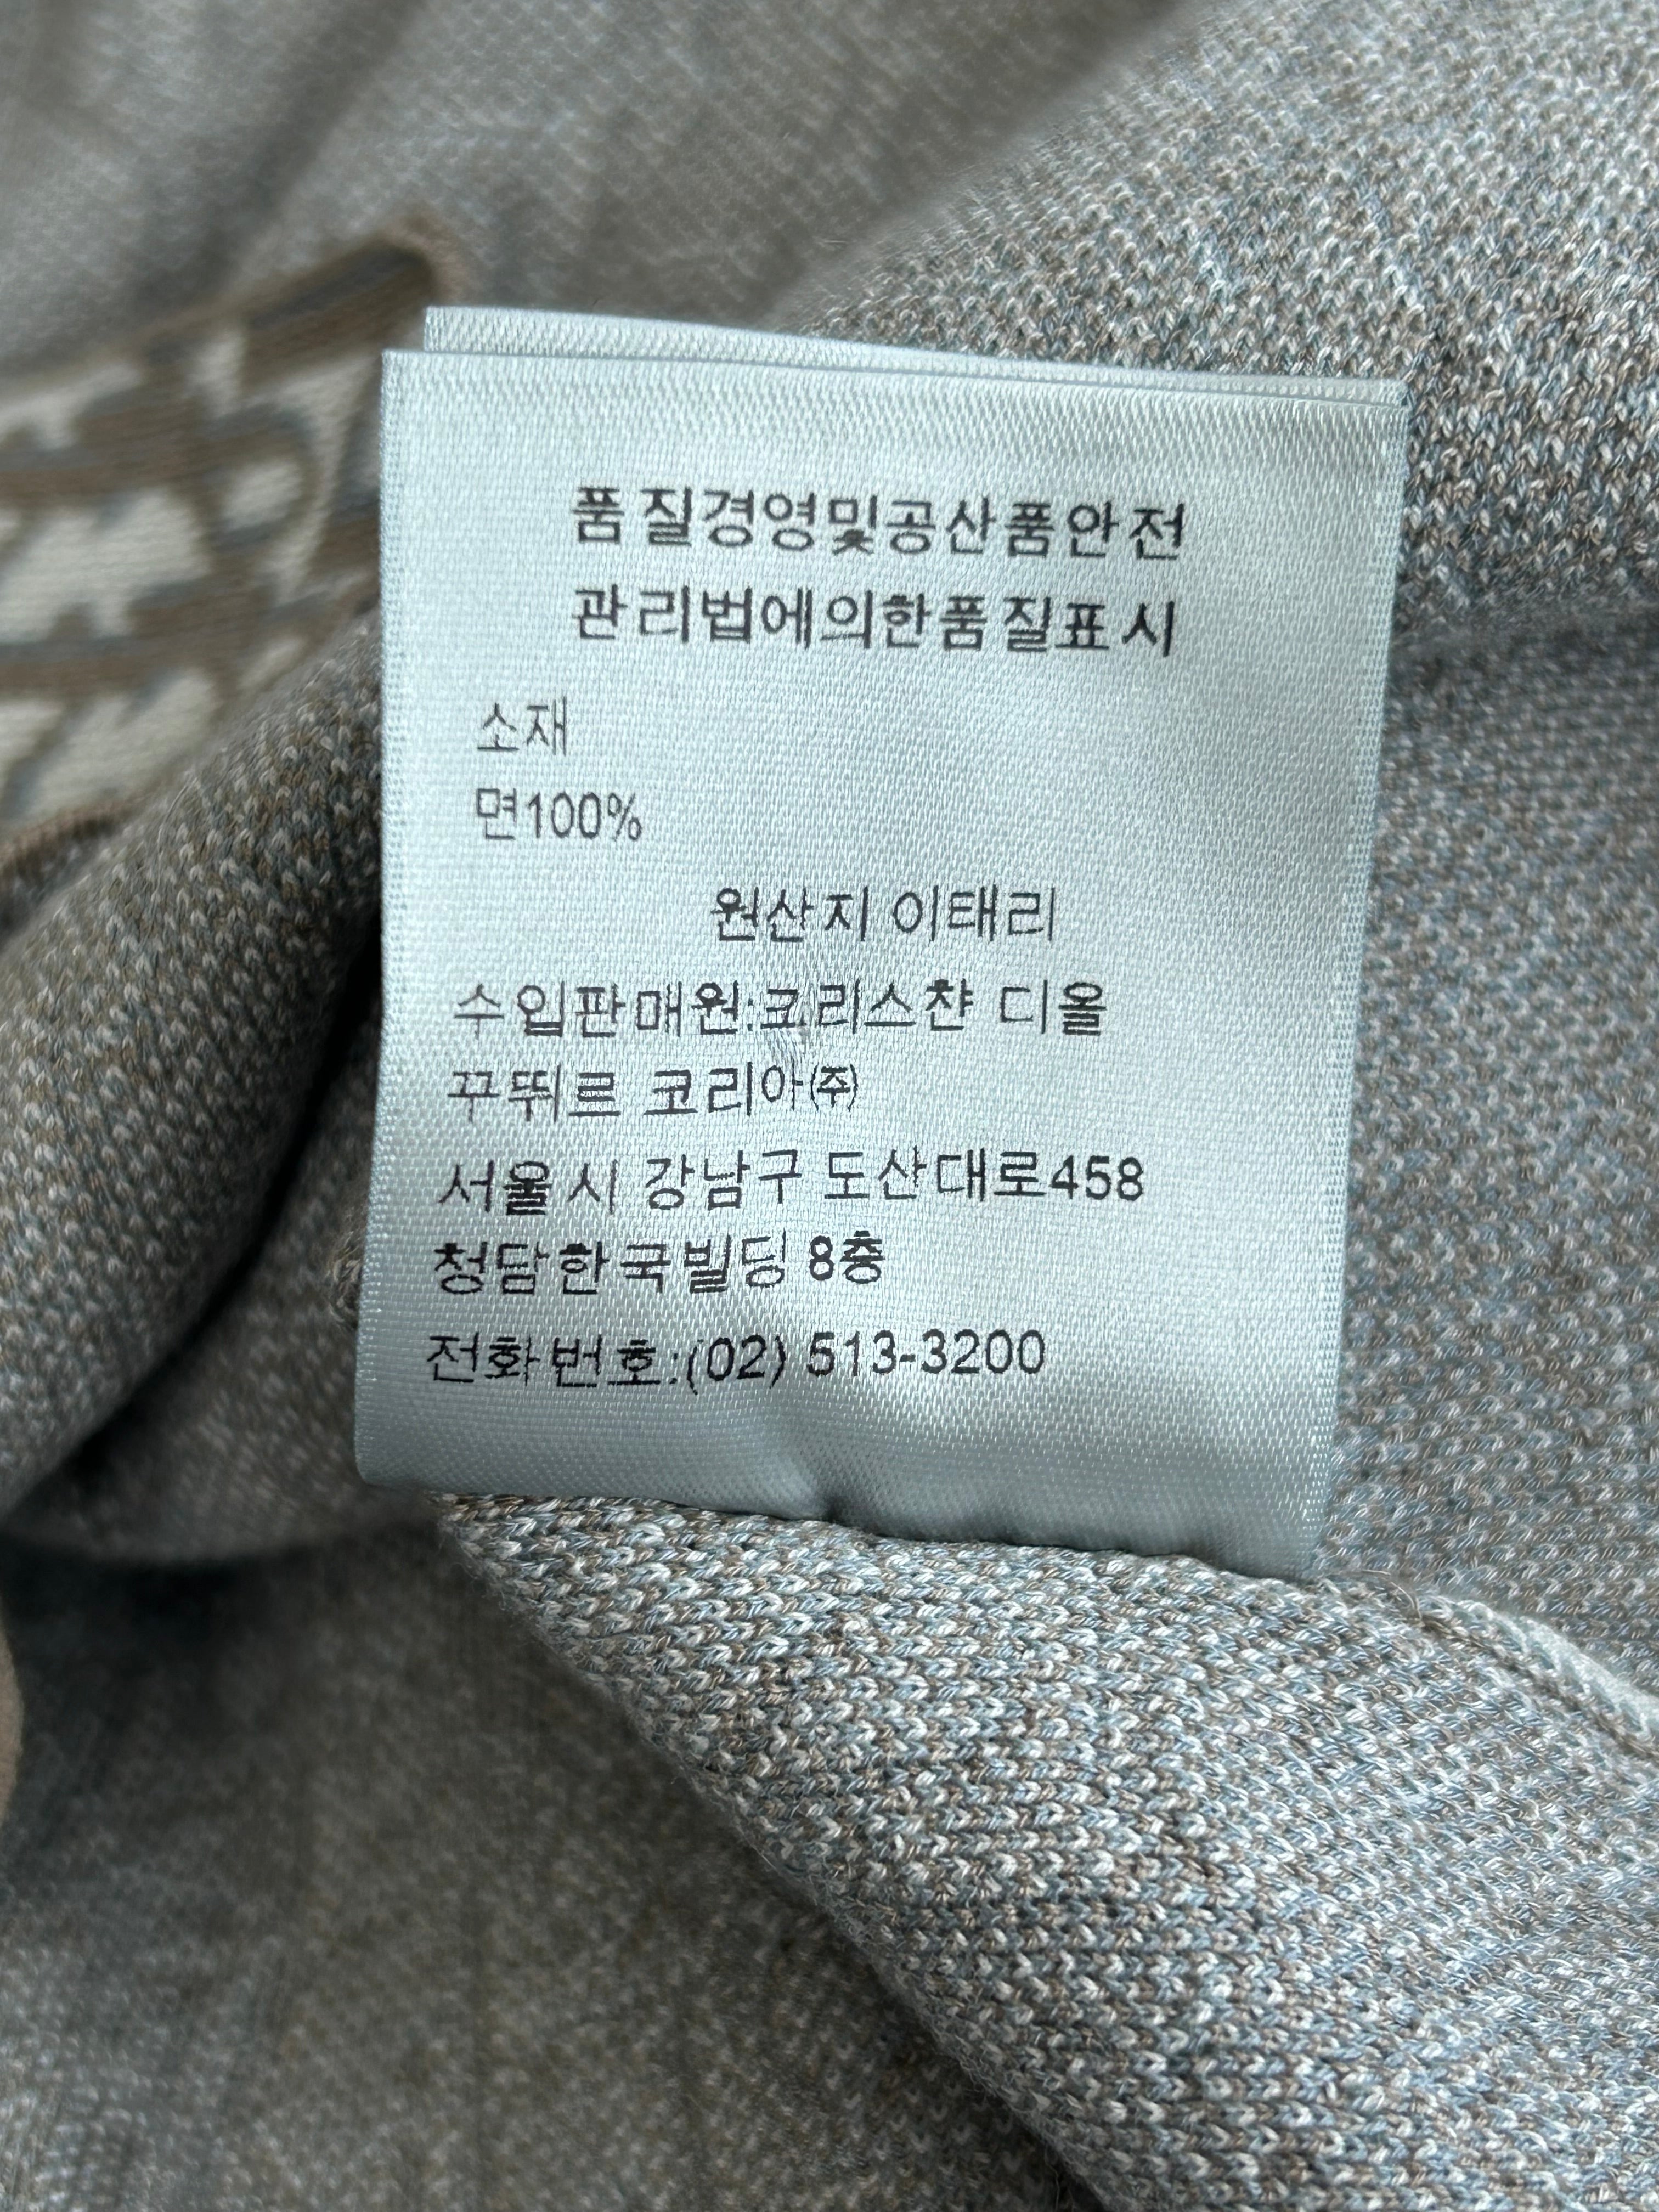 품질경영및공산품안전
관리법에의한품질표시
소재
면100%
원산지 이태리
수입판매원:크리스챤 디올
꾸뛰르 코리아㈜
서울시 강남구 도산대로458
청담한국빌딩 8층
전화번호:(02) 513-3200